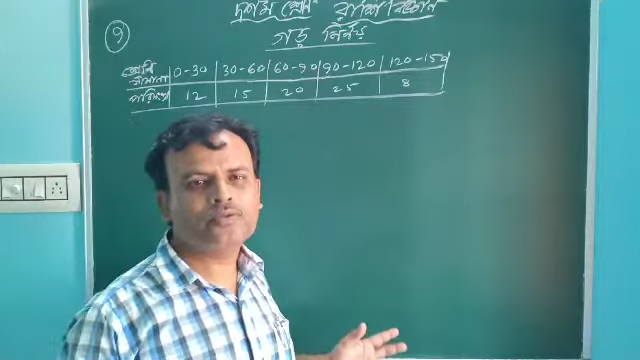 দশম শ্রেণি রাশি বিজ্ঞান
গড় নির্ণয়
9
শ্রেণি সীমানা 0-30 30-60 60-90 90-120 120-150
পরিসংখ্যা 12 15 20 25 8